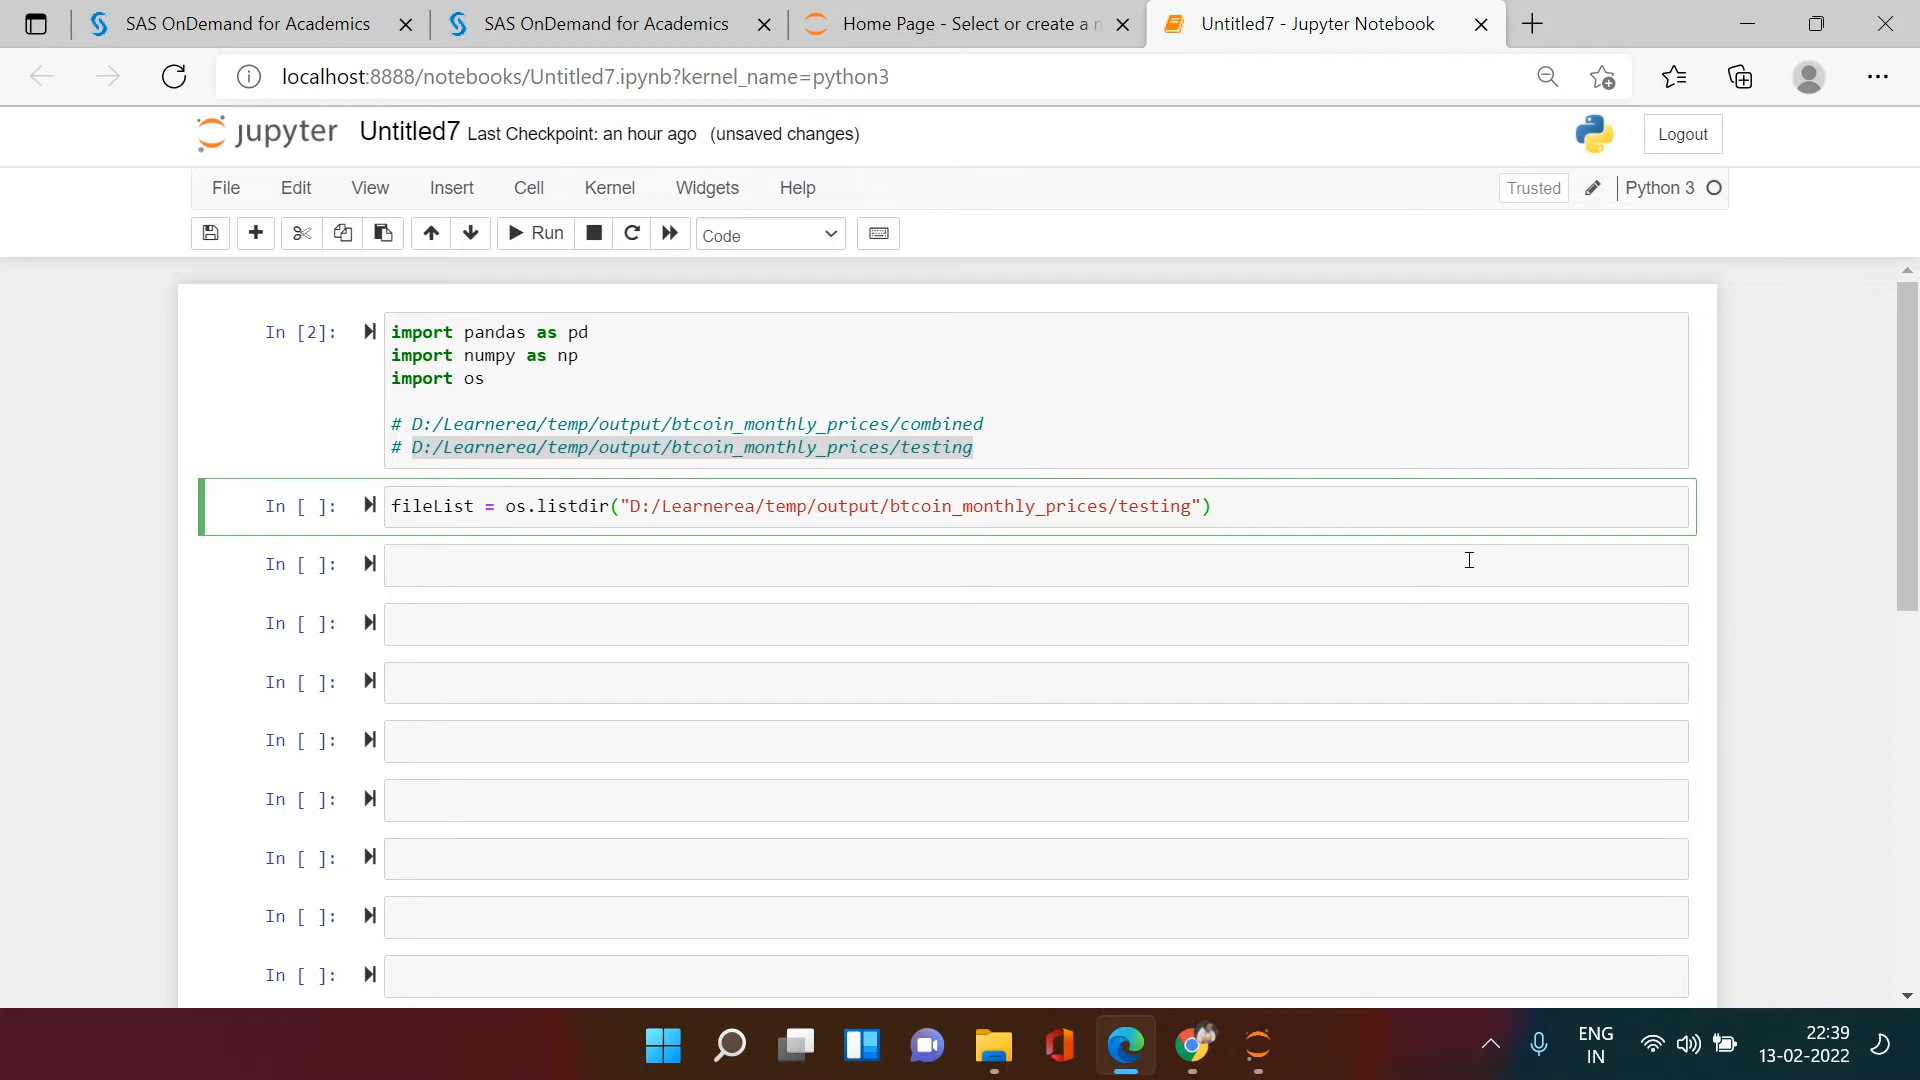 SAS OnDemand for Academics
SAS OnDemand for Academics
Home Page - Select or create a n
Untitled7 - Jupyter Notebook
localhost:8888/notebooks/Untitled7.ipynb?kernel_name=python3
jupyter Untitled7 Last Checkpoint: an hour ago (unsaved changes)
Logout
File Edit View Insert Cell Kernel Widgets Help
Trusted
Python 3
Run
Code
In [2]:
import pandas as pd
import numpy as np
import os
# D:/Learnerea/temp/output/btcoin_monthly_prices/combined
# D:/Learnerea/temp/output/btcoin_monthly_prices/testing
In [ ]: fileList = os.listdir("D:/Learnerea/temp/output/btcoin_monthly_prices/testing")
In [ ]:
In [ ]:
In [ ]:
In [ ]:
In [ ]:
In [ ]:
In [ ]:
In [ ]:
ENG
IN
22:39
13-02-2022